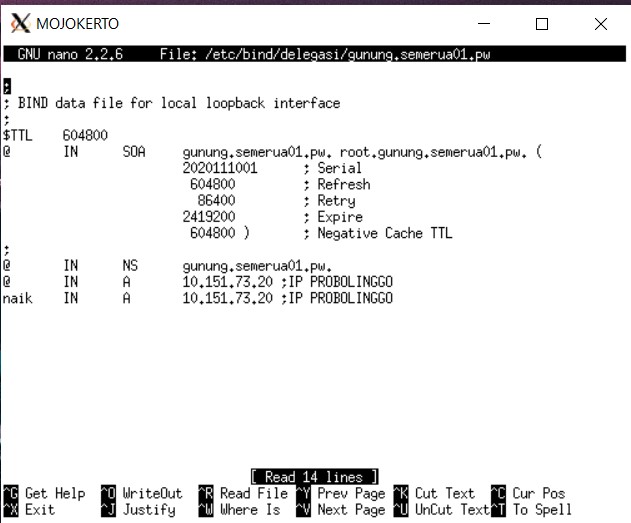 MOJOKERTO
GNU nano 2.2.6 File: /etc/bind/delegasi/gunung.semerua01.pw
;
; BIND data file for local loopback interface
;
$TTL 604800
@ IN SOA gunung.semerua01.pw. root.gunung.semerua01.pw. (
2020111001 ; Serial
604800 ; Refresh
86400 ; Retry
2419200 ; Expire
604800 ) ; Negative Cache TTL
;
@ IN NS gunung.semerua01.pw.
@ IN A 10.151.73.20 ;IP PROBOLINGGO
naik IN A 10.151.73.20 ;IP PROBOLINGGO
[ Read 14 lines ]
^G Get Help ^O WriteOut ^R Read File ^Y Prev Page ^K Cut Text ^C Cur Pos
^X Exit ^J Justify ^W Where Is ^V Next Page ^U UnCut Text ^T To Spell